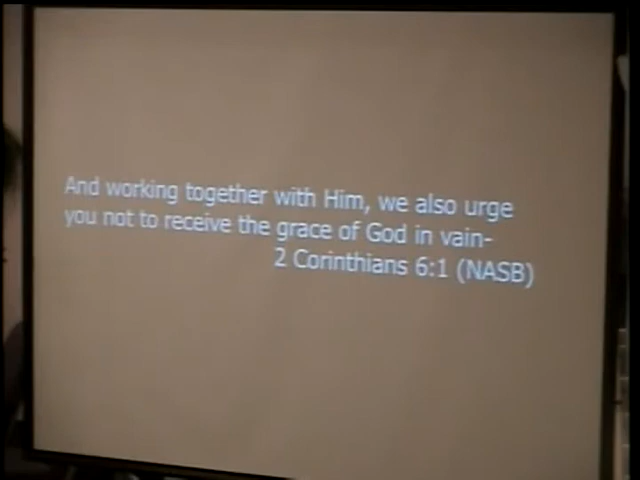 And working together with Him, we also urge
you not to receive the grace of God in vain-
2 Corinthians 6:1 (NASB)